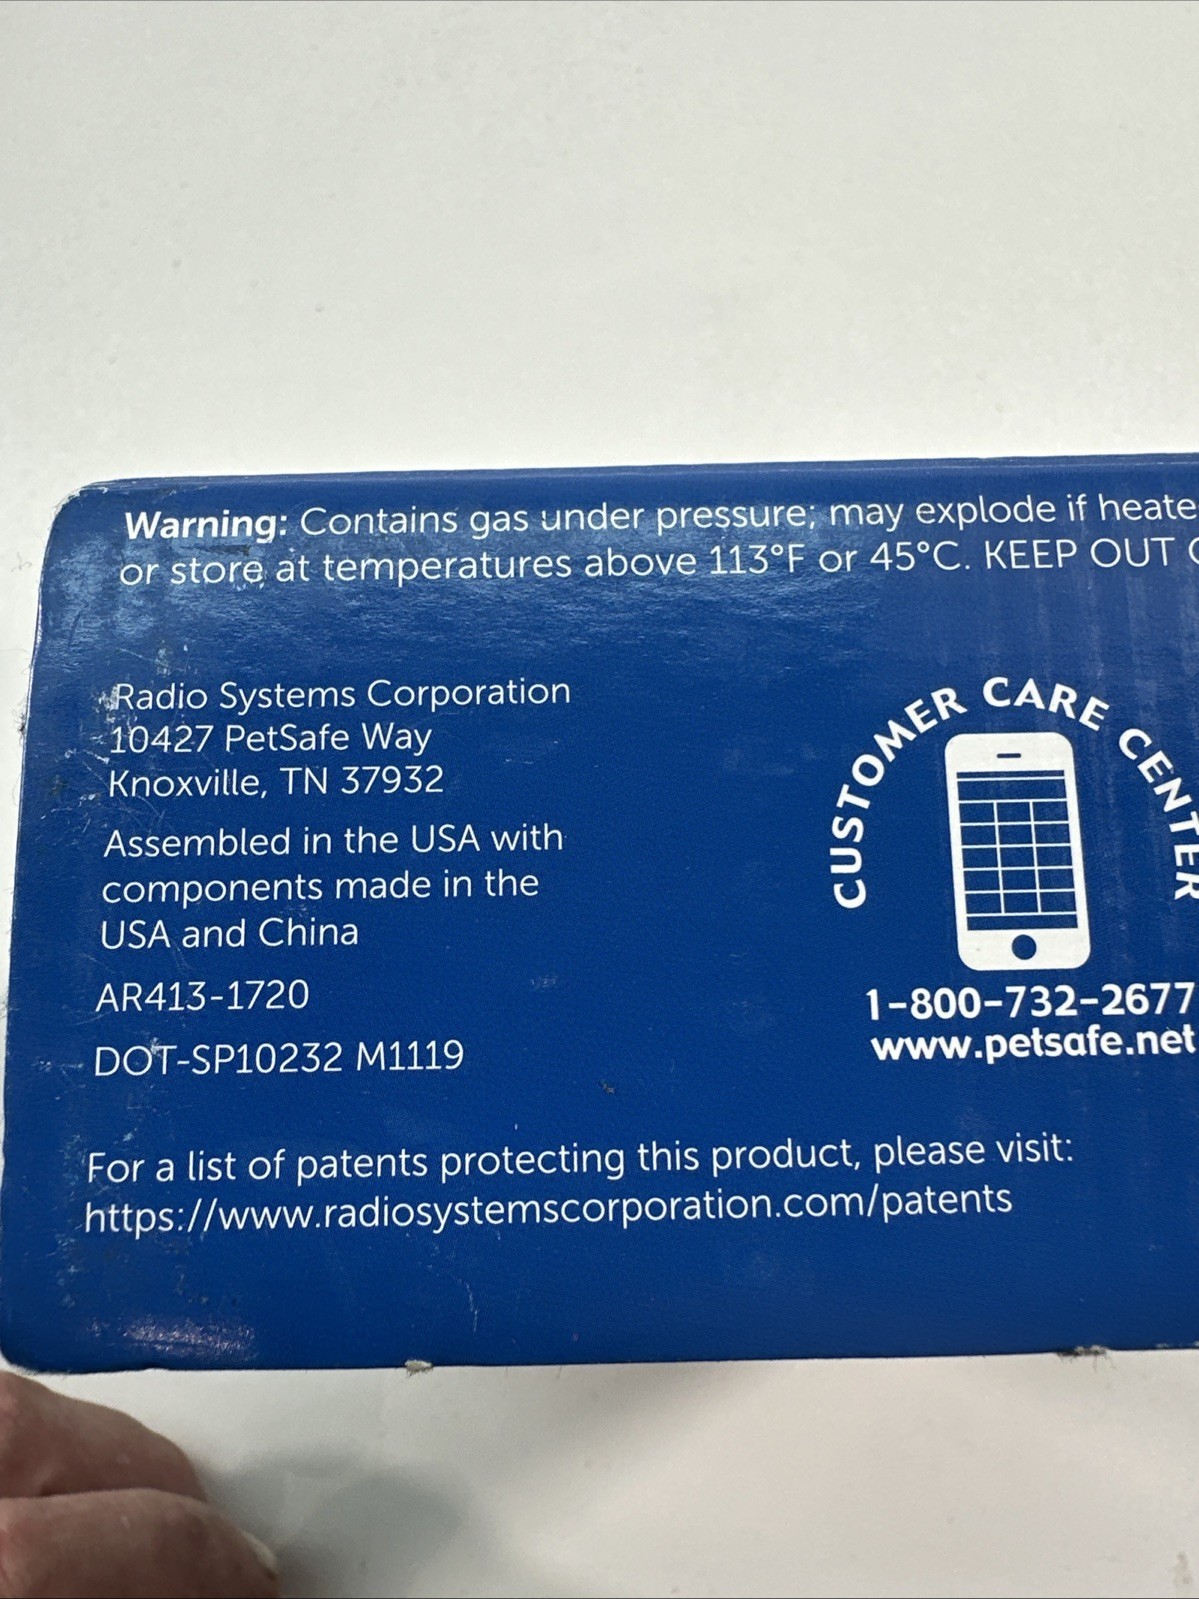 Warning: Contains gas under pressure; may explode if heate
or store at temperatures above 113°F or 45°C. KEEP OUT
Radio Systems Corporation
10427 PetSafe Way
Knoxville, TN 37932
Assembled in the USA with
components made in the
USA and China
AR413-1720
DOT-SP10232 M1119
CUSTOMER CARE CENTER
1-800-732-2677
www.petsafe.net
For a list of patents protecting this product, please visit:
https://www.radiosystemscorporation.com/patents